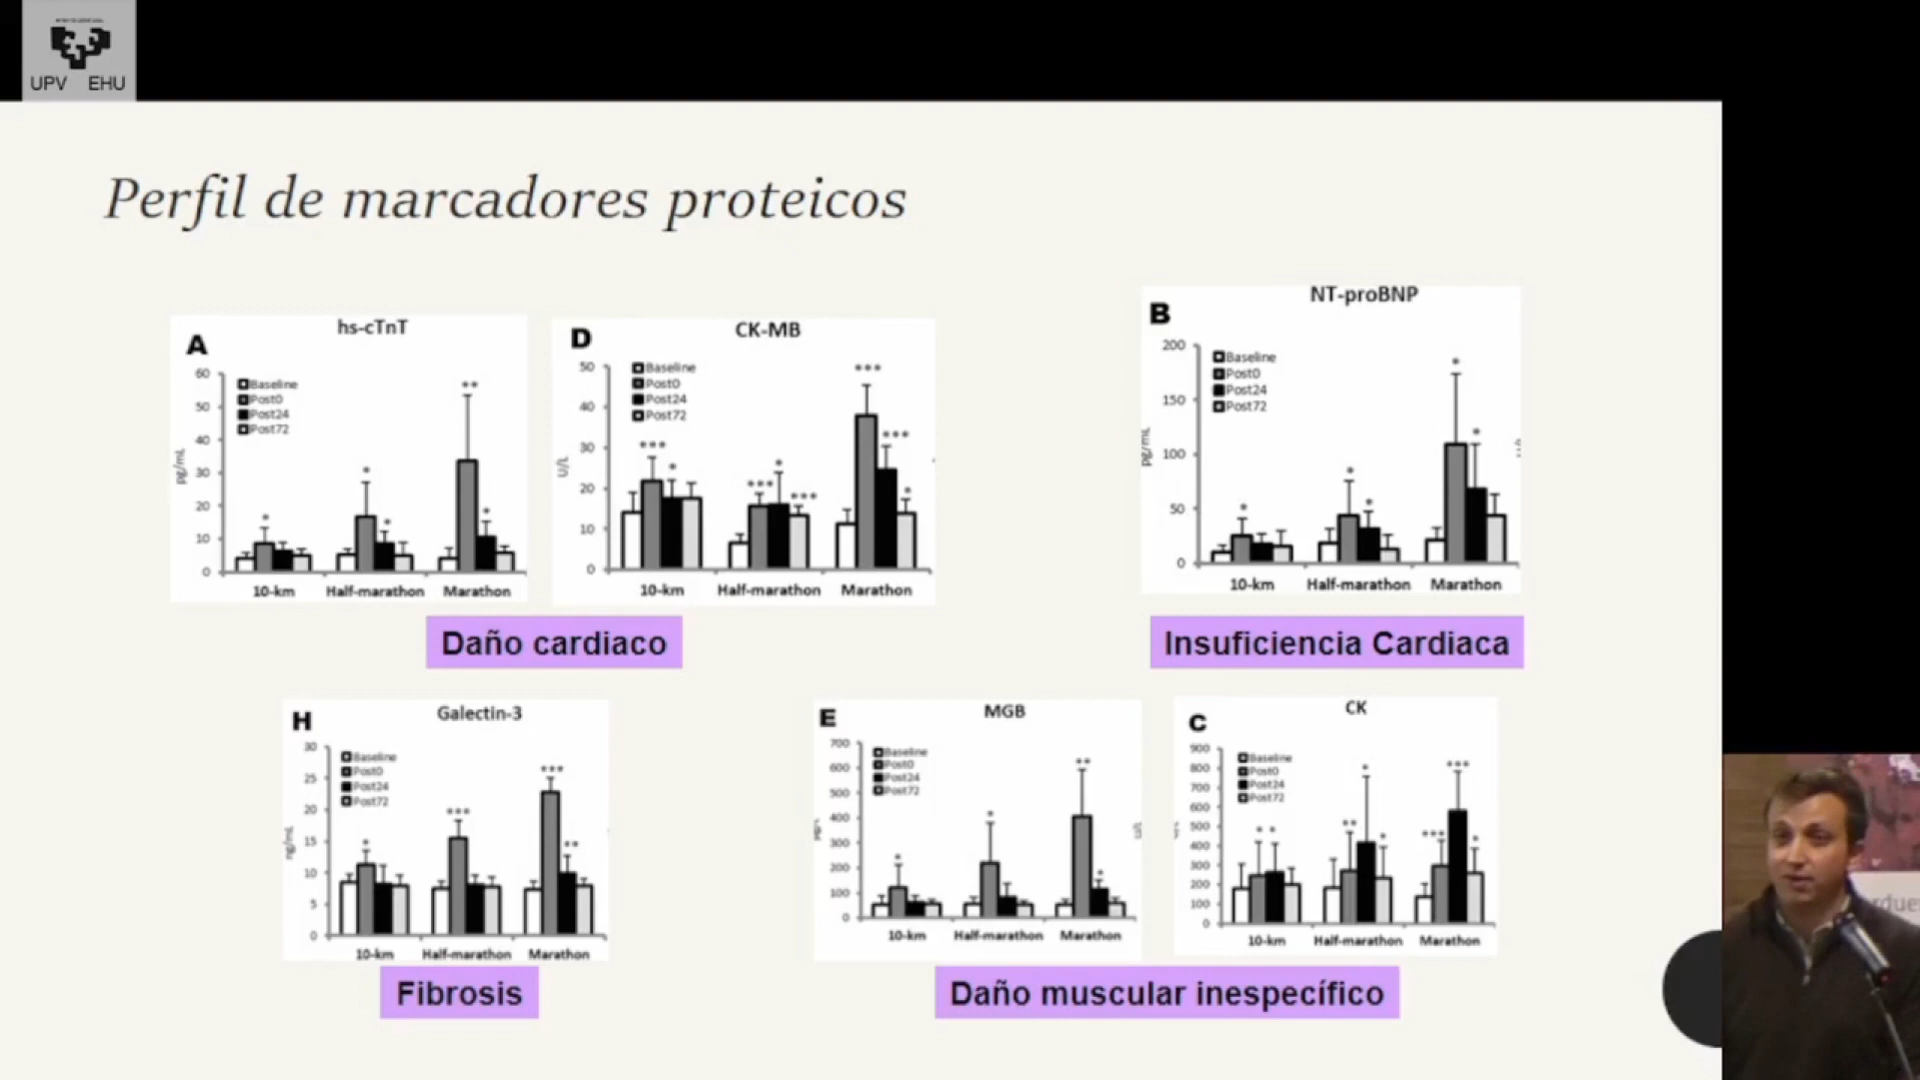 UPV EHU
Perfil de marcadores proteicos
A
hs-cTnT
pg/mL
60
50
40
30
20
10
0
Baseline
Post0
Post24
Post72
*
*
*
**
*
10-km Half-marathon Marathon
D
CK-MB
U/L
50
40
30
20
10
0
Baseline
Post0
Post24
Post72
***
*
***
*
***
***
***
*
10-km Half-marathon Marathon
Daño cardiaco
B
NT-proBNP
pg/mL
200
150
100
50
0
Baseline
Post0
Post24
Post72
*
*
*
*
*
10-km Half-marathon Marathon
Insuficiencia Cardiaca
H
Galectin-3
ng/mL
30
25
20
15
10
5
0
Baseline
Post0
Post24
Post72
*
***
***
**
10-km Half-marathon Marathon
Fibrosis
E
MGB
700
600
500
400
300
200
100
0
Baseline
Post0
Post24
Post72
*
*
**
*
10-km Half-marathon Marathon
C
CK
U/L
900
800
700
600
500
400
300
200
100
0
Baseline
Post0
Post24
Post72
* *
**
*
*
***
***
*
10-km Half-marathon Marathon
Daño muscular inespecífico